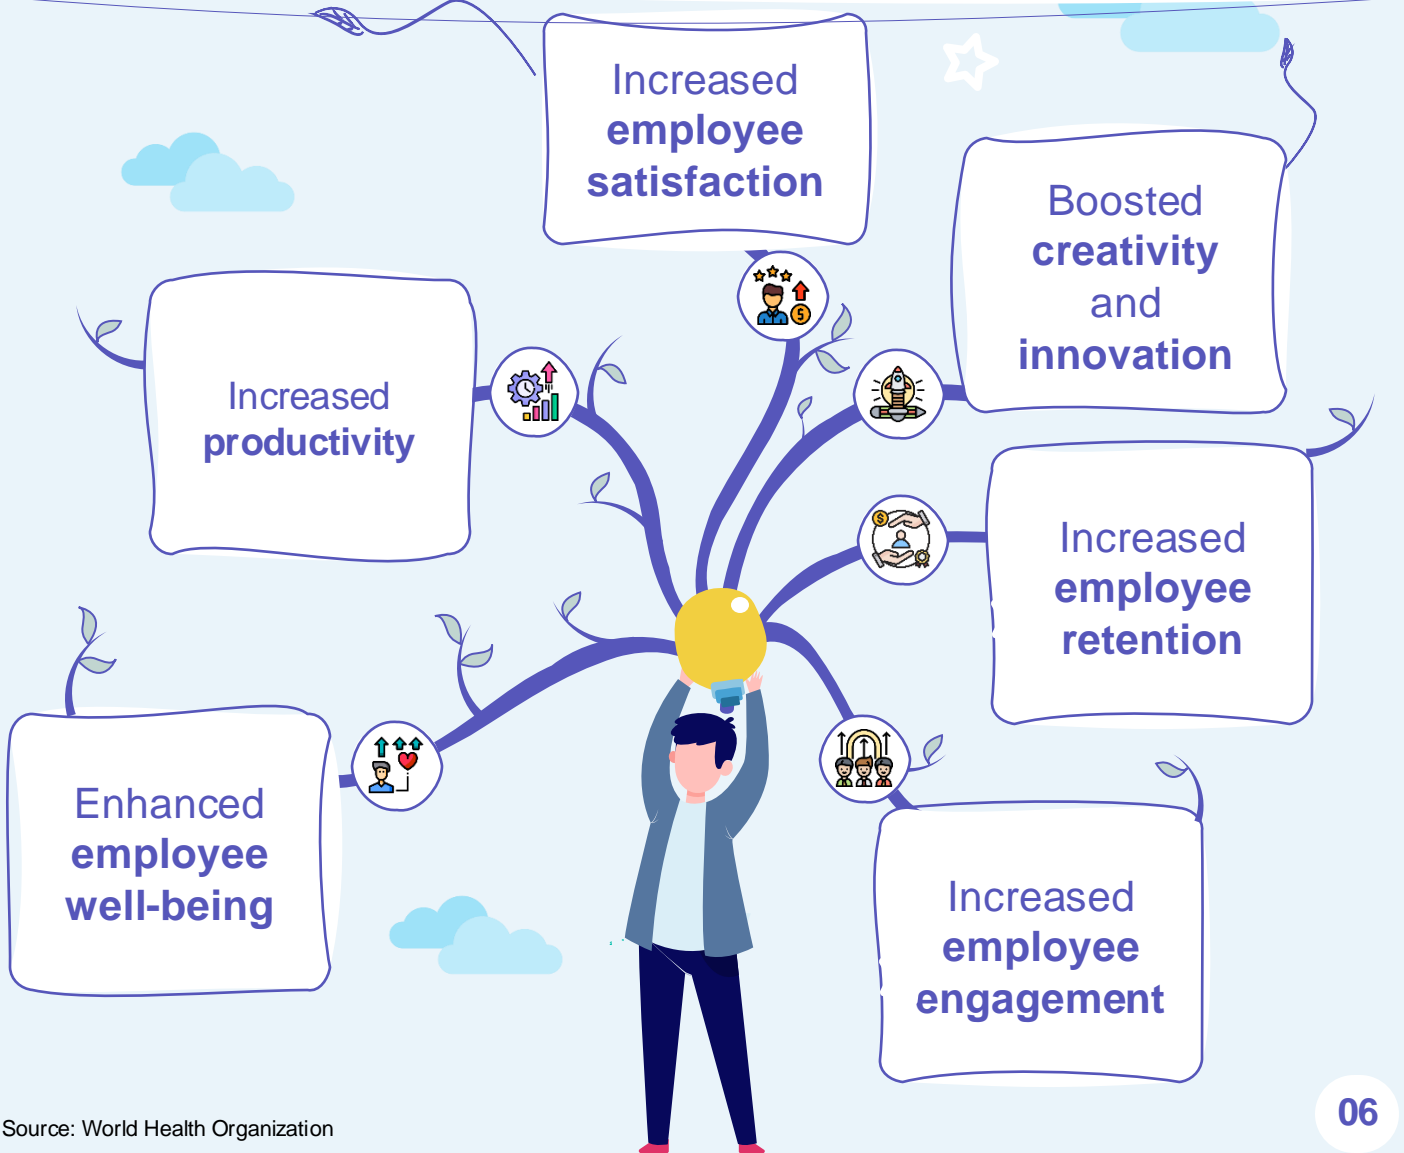 Increased
employee
satisfaction
Boosted
creativity
and
innovation
Increased
productivity
Increased
employee
retention
Enhanced
employee
well-being
Increased
employee
engagement
Source: World Health Organization
06